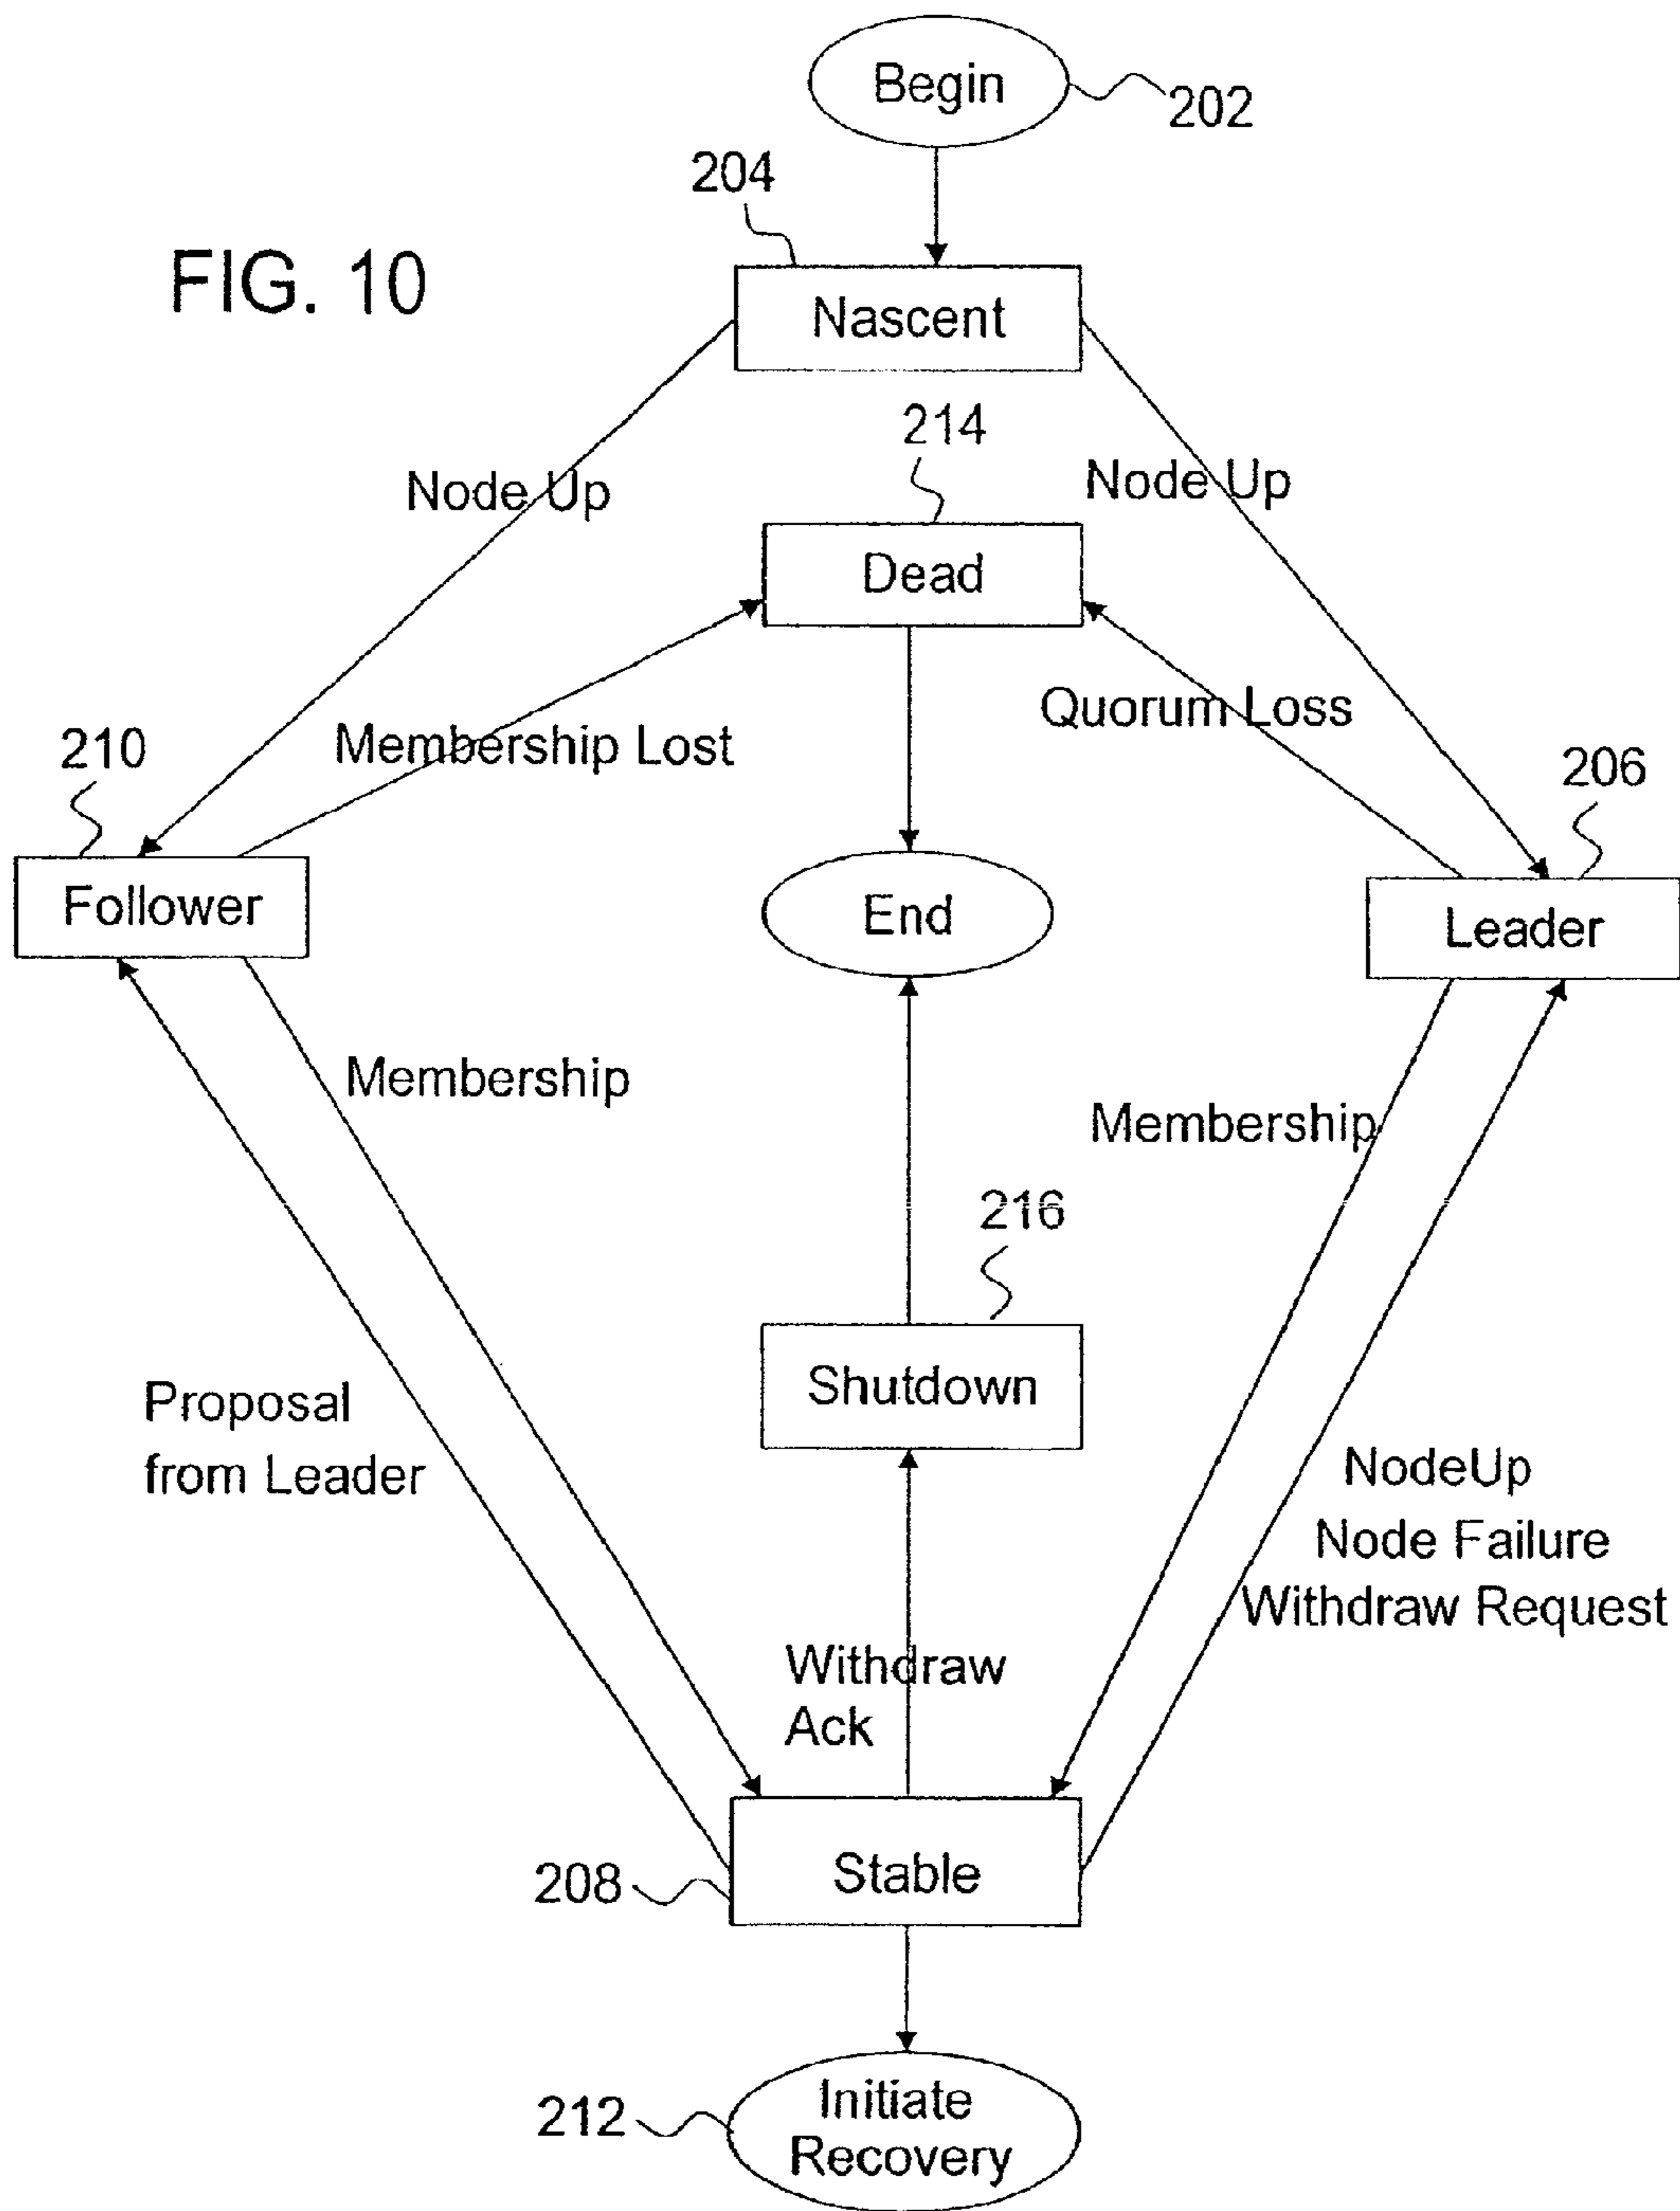 Begin
202
204
FIG. 10
Nascent
214
Node Up
Node Up
Dead
Quorum Loss
210
Membership Lost
206
Follower
End
Leader
Membership
Membership
216
Shutdown
Proposal
from Leader
NodeUp
Node Failure
Withdraw Request
Withdraw
Ack
208
Stable
212
Initiate
Recovery